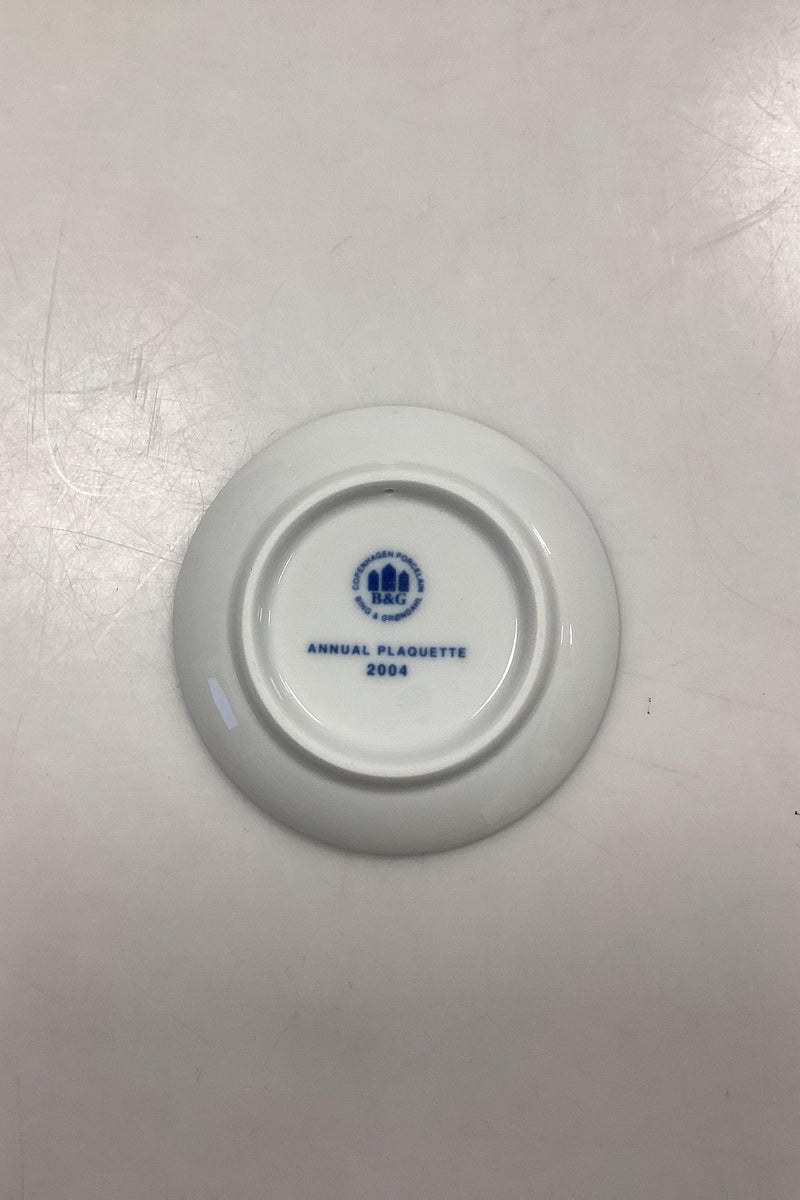 COPENHAGEN PORCELAIN
B&G
BING & GRØNDAHL
ANNUAL PLAQUETTE
2004